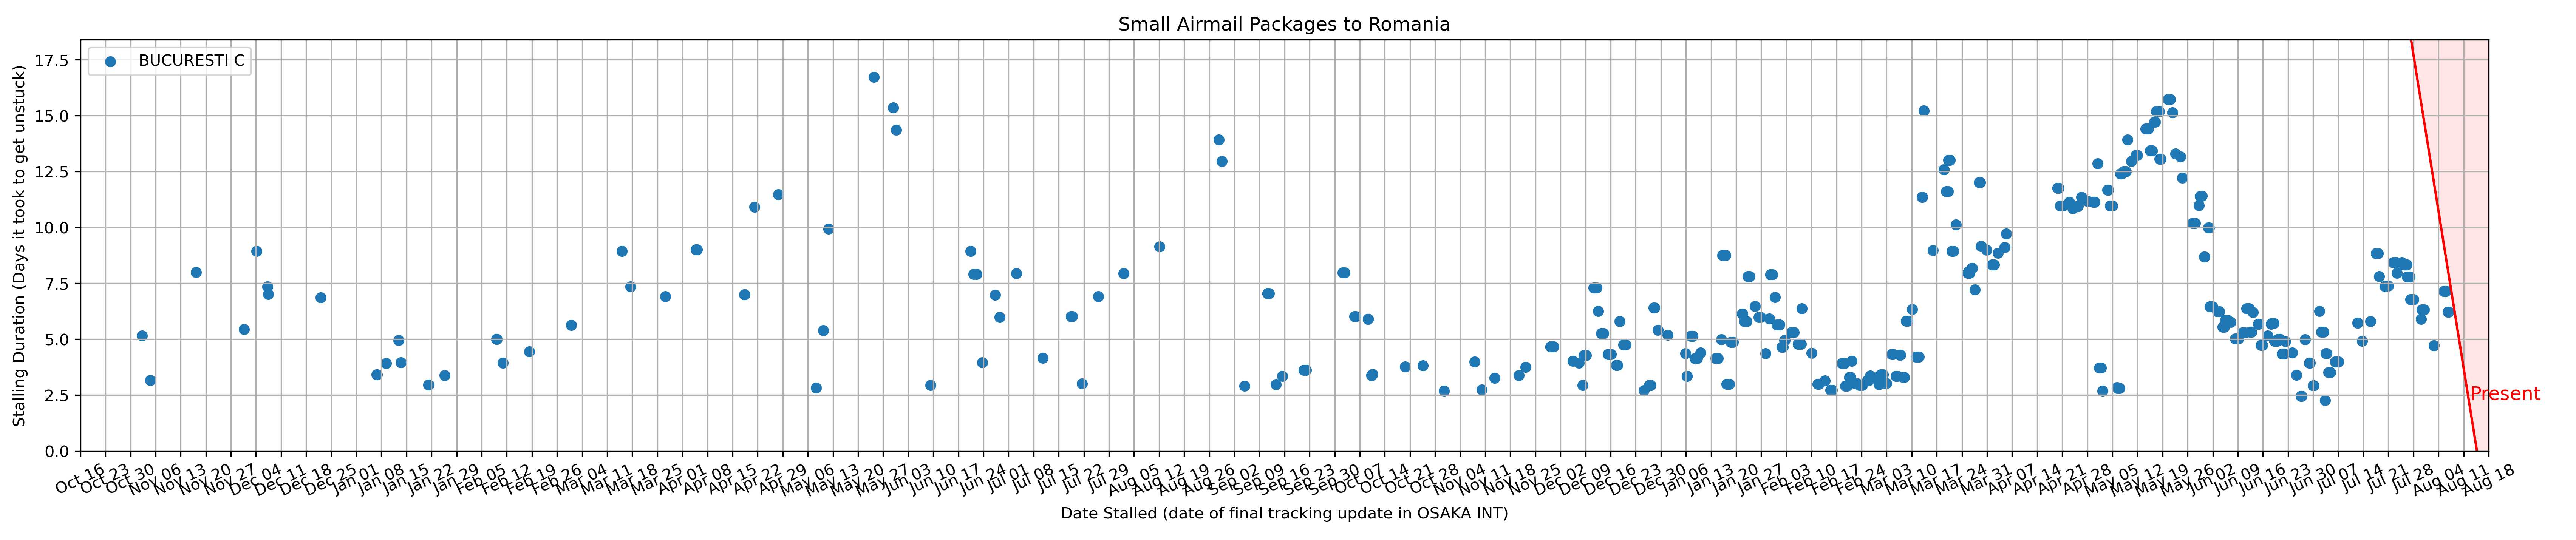 Small Airmail Packages to Romania
BUCURESTI C
Stalling Duration (Days it took to get unstuck)
17.5
15.0
12.5
10.0
7.5
5.0
2.5
0.0
Present
Oct 16
Oct 23
Oct 30
Nov 06
Nov 13
Nov 20
Nov 27
Dec 04
Dec 11
Dec 18
Dec 25
Jan 01
Jan 08
Jan 15
Jan 22
Jan 29
Feb 05
Feb 12
Feb 19
Feb 26
Mar 04
Mar 11
Mar 18
Mar 25
Apr 01
Apr 08
Apr 15
Apr 22
Apr 29
May 06
May 13
May 20
May 27
Jun 03
Jun 10
Jun 17
Jun 24
Jul 01
Jul 08
Jul 15
Jul 22
Jul 29
Aug 05
Aug 12
Aug 19
Aug 26
Sep 02
Sep 09
Sep 16
Sep 23
Sep 30
Oct 07
Oct 14
Oct 21
Oct 28
Nov 04
Nov 11
Nov 18
Nov 25
Dec 02
Dec 09
Dec 16
Dec 23
Dec 30
Jan 06
Jan 13
Jan 20
Jan 27
Feb 03
Feb 10
Feb 17
Feb 24
Mar 03
Mar 10
Mar 17
Mar 24
Mar 31
Apr 07
Apr 14
Apr 21
Apr 28
May 05
May 12
May 19
May 26
Jun 02
Jun 09
Jun 16
Jun 23
Jun 30
Jul 07
Jul 14
Jul 21
Jul 28
Aug 04
Aug 11
Aug 18
Date Stalled (date of final tracking update in OSAKA INT)